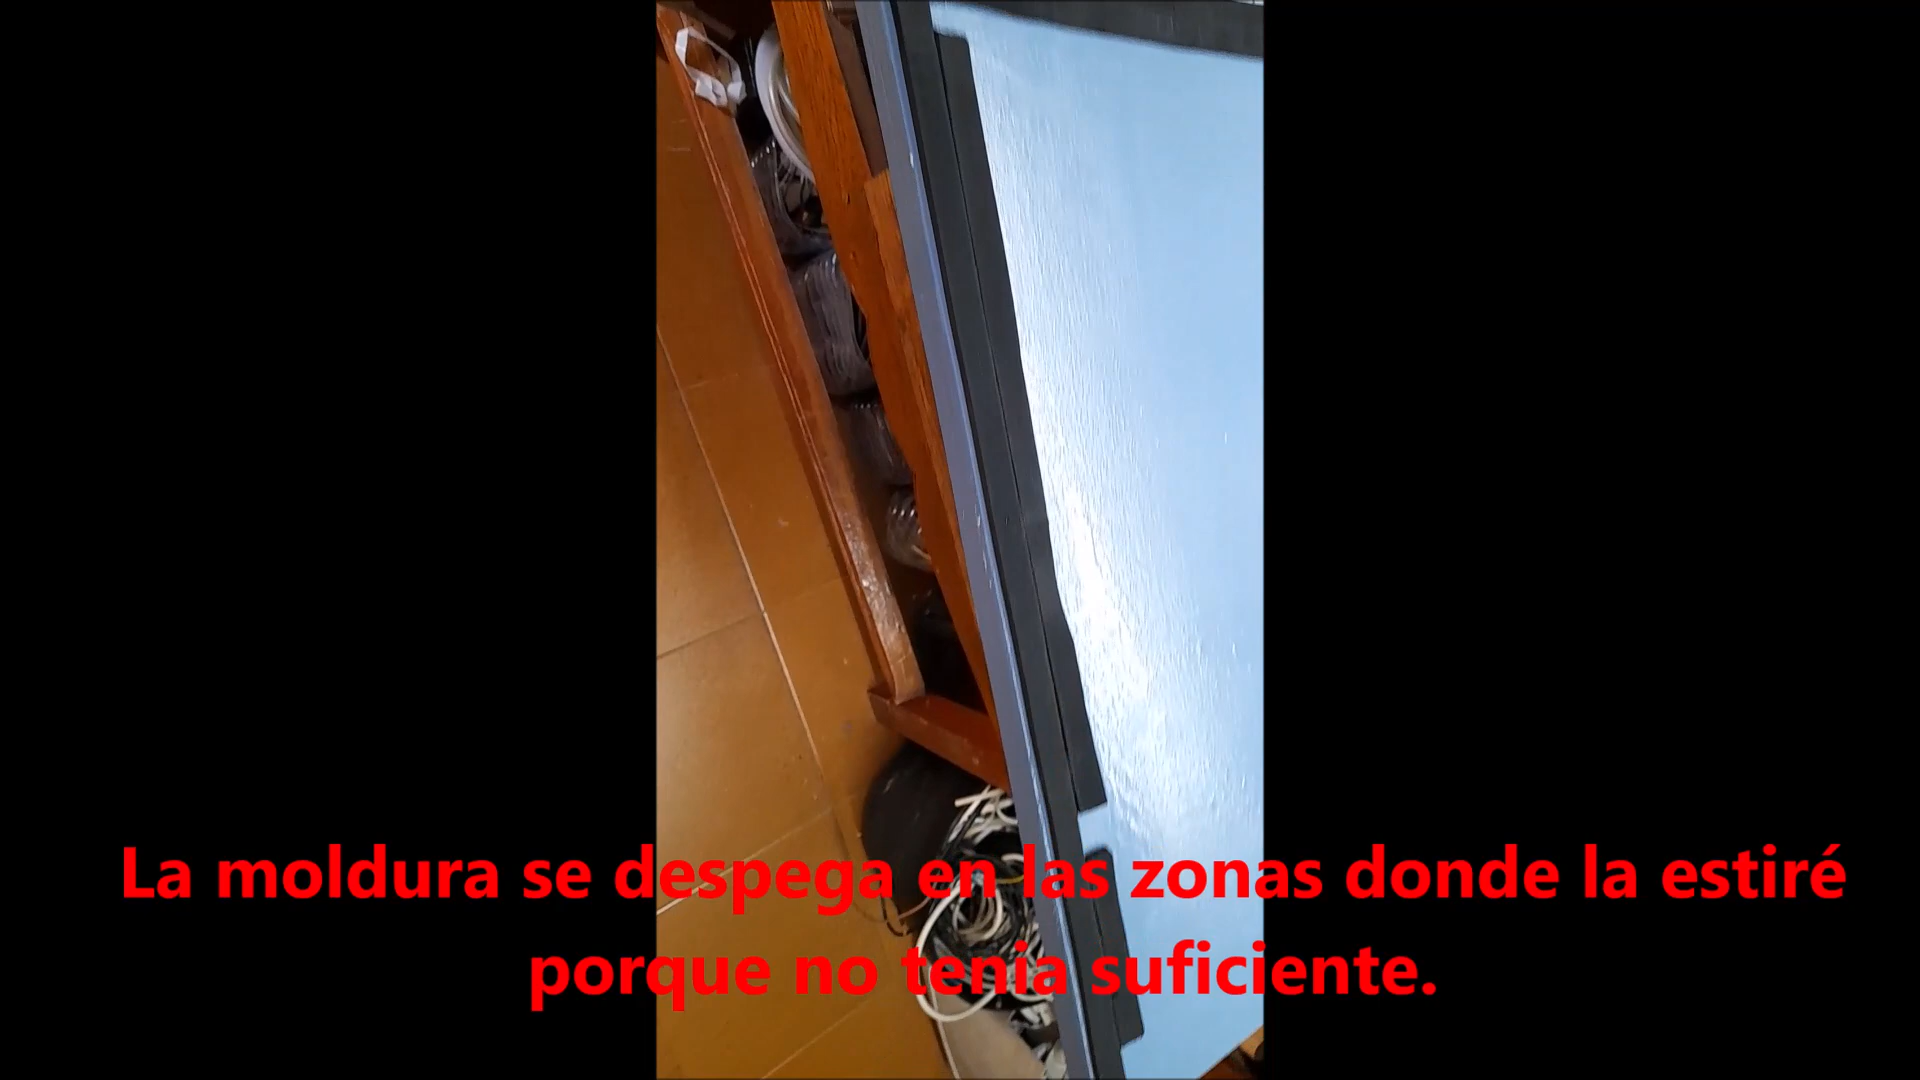 La moldura se despega en las zonas donde la estiré
porque no tenia suficiente.